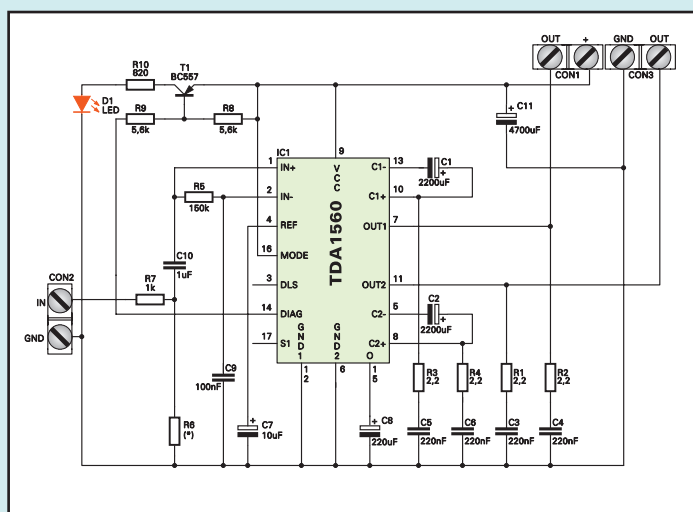 OUT + GND OUT
CON1 CON3
R10
820
T1
BC557
D1
LED
R9
5,6k
R8
5,6k
C11
+
4700uF
IC1
9
VCC
1 IN+
R5
150k
2 IN-
4 REF
16 MODE
3 DLS
14 DIAG
17 S1
TDA1560
C1- 13
C1
+
2200uF
C1+ 10
OUT1 7
OUT2 11
C2- 5
C2
+
2200uF
C2+ 8
GND1
GND2
O
1
2
6
1
5
CON2
IN
GND
R7
1k
C10
1uF
C9
100nF
R6
(*)
+
C7
10uF
+
C8
220uF
R3
2,2
R4
2,2
R1
2,2
R2
2,2
C5
220nF
C6
220nF
C3
220nF
C4
220nF